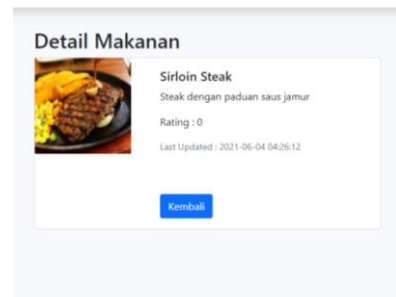 Detail Makanan
Sirloin Steak
Steak dengan paduan saus jamur
Rating : 0
Last Updated : 2021-06-04 04:26:12
Kembali